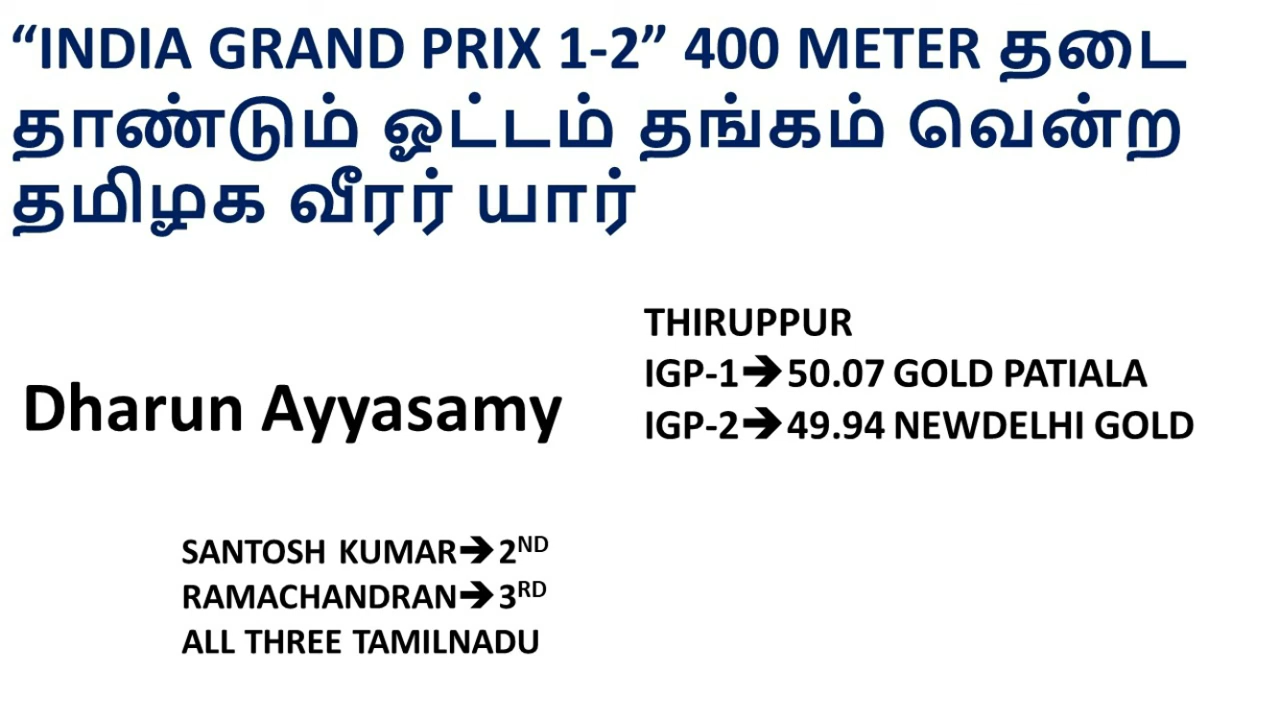 “INDIA GRAND PRIX 1-2” 400 METER தடை
தாண்டும் ஓட்டம் தங்கம் வென்ற
தமிழக வீரர் யார்
THIRUPPUR
IGP-1➔50.07 GOLD PATIALA
IGP-2➔49.94 NEWDELHI GOLD
Dharun Ayyasamy
SANTOSH KUMAR➔2ND
RAMACHANDRAN➔3RD
ALL THREE TAMILNADU